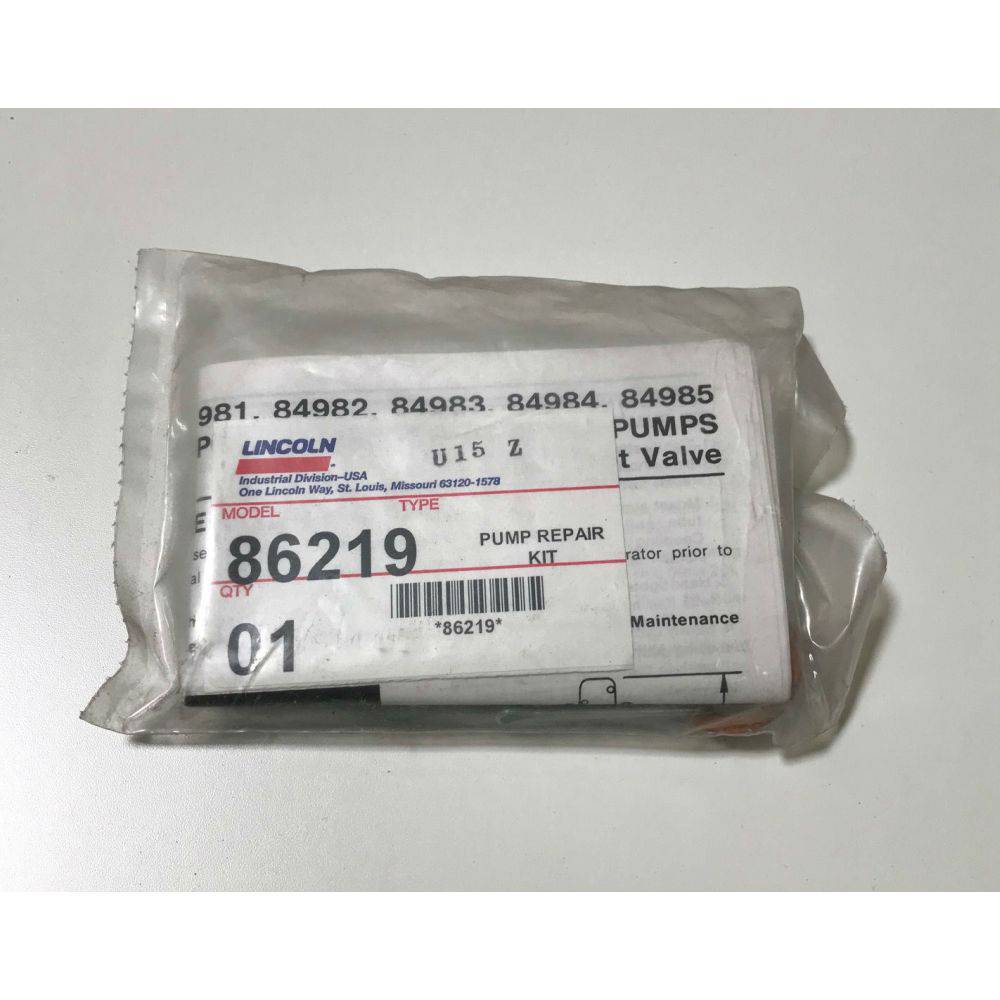 981, 84982, 84983, 84984, 84985
PUMPS
t Valve
LINCOLN
U15 Z
Industrial Division–USA
One Lincoln Way, St. Louis, Missouri 63120-1578
MODEL
TYPE
86219
PUMP REPAIR
KIT
rator prior to
QTY
*86219*
01
Maintenance